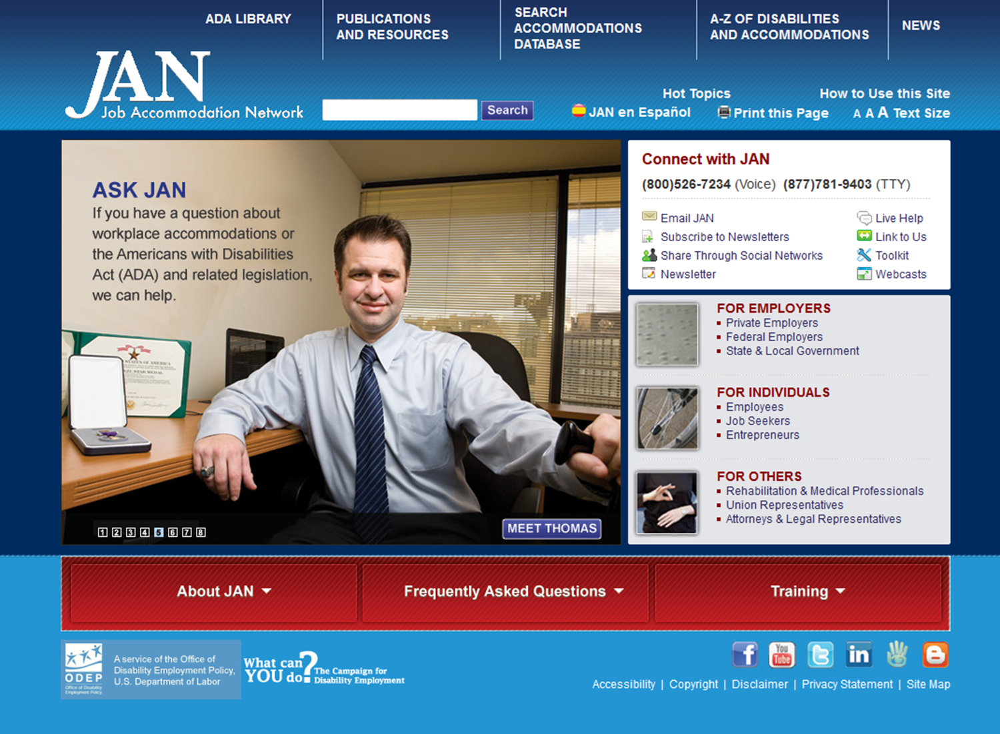 ADA LIBRARY
PUBLICATIONS
AND RESOURCES
SEARCH
ACCOMMODATIONS
DATABASE
A-Z OF DISABILITIES
AND ACCOMMODATIONS
NEWS
JAN
Job Accommodation Network
Search
Hot Topics
How to Use this Site
JAN en Español
Print this Page
A A A Text Size
ASK JAN
If you have a question about
workplace accommodations or
the Americans with Disabilities
Act (ADA) and related legislation,
we can help.
1 2 3 4 5 6 7 8
MEET THOMAS
Connect with JAN
(800)526-7234 (Voice) (877)781-9403 (TTY)
Email JAN
Subscribe to Newsletters
Share Through Social Networks
Newsletter
Live Help
Link to Us
Toolkit
Webcasts
FOR EMPLOYERS
Private Employers
Federal Employers
State & Local Government
FOR INDIVIDUALS
Employees
Job Seekers
Entrepreneurs
FOR OTHERS
Rehabilitation & Medical Professionals
Union Representatives
Attorneys & Legal Representatives
About JAN
Frequently Asked Questions
Training
ODEP
Office of Disability
Employment Policy
A service of the Office of
Disability Employment Policy,
U.S. Department of Labor
What can
YOU do?
The Campaign for
Disability Employment
f
You
Tube
t
in
Accessibility | Copyright | Disclaimer | Privacy Statement | Site Map